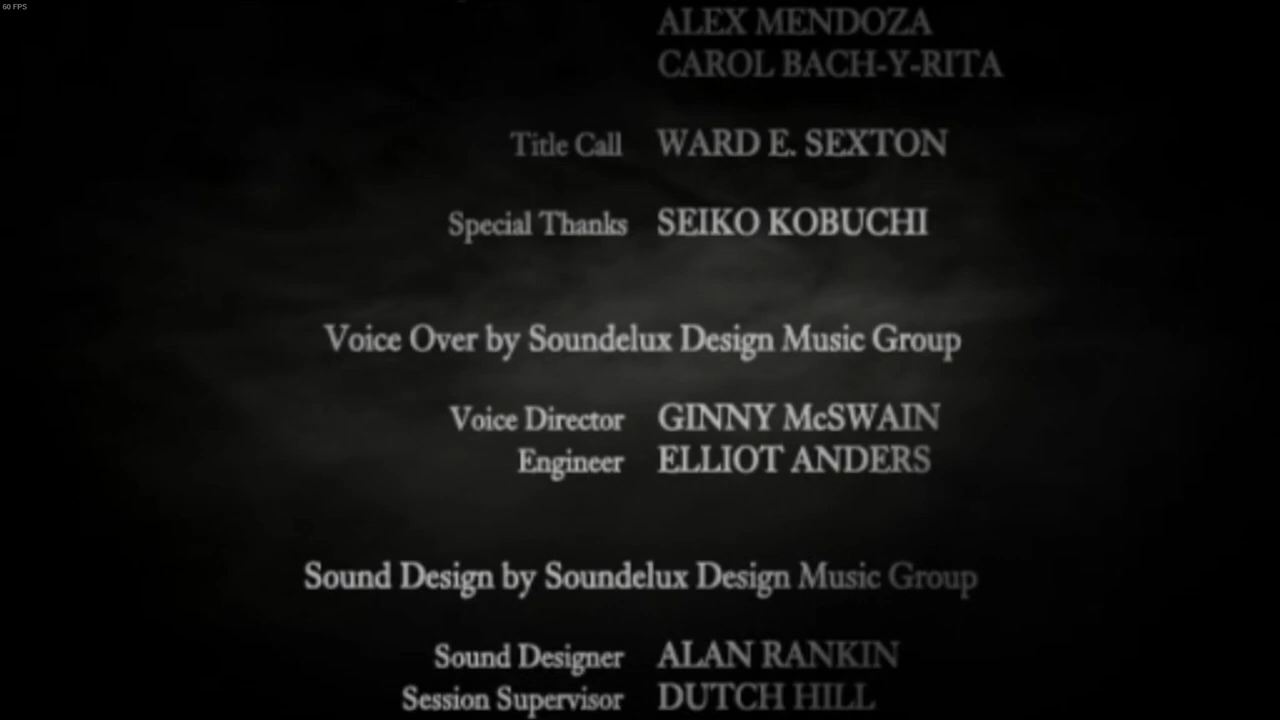 60 FPS
ALEX MENDOZA
CAROL BACH-Y-RITA
Title Call WARD E. SEXTON
Special Thanks SEIKO KOBUCHI
Voice Over by Soundelux Design Music Group
Voice Director GINNY McSWAIN
Engineer ELLIOT ANDERS
Sound Design by Soundelux Design Music Group
Sound Designer ALAN RANKIN
Session Supervisor DUTCH HILL